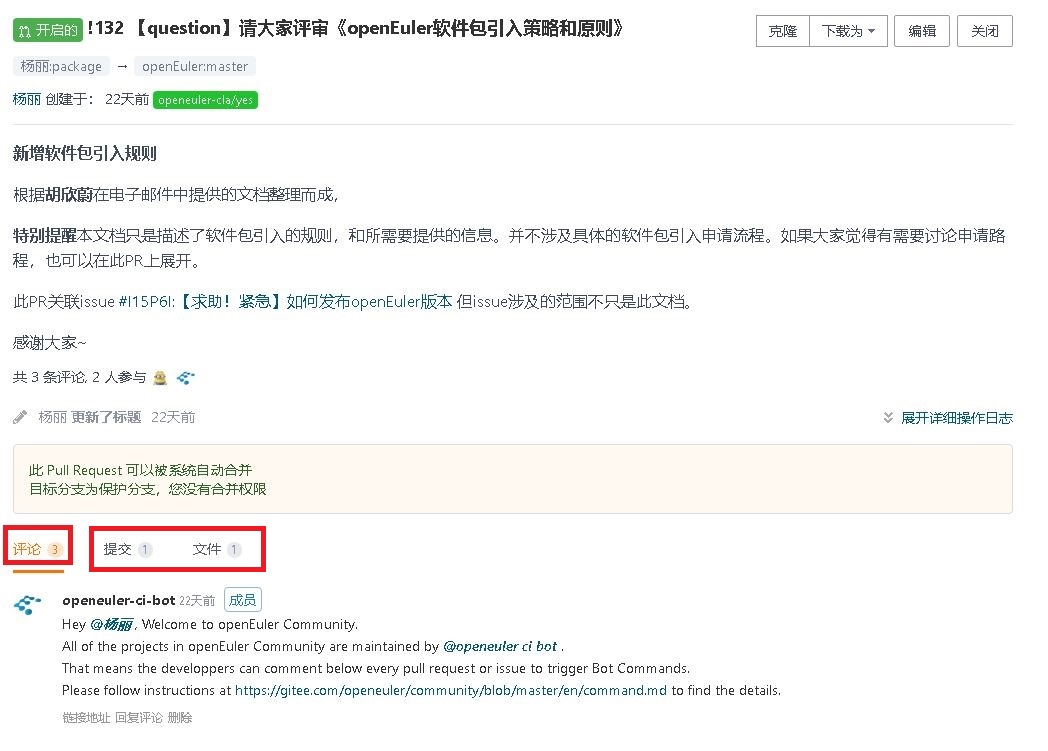 开启的 !132 【question】请大家评审《openEuler软件包引入策略和原则》 克隆 下载为 编辑 关闭
杨丽:package → openEuler:master
杨丽 创建于： 22天前 openeuler-cla/yes
新增软件包引入规则
根据胡欣蔚在电子邮件中提供的文档整理而成，
特别提醒本文档只是描述了软件包引入的规则，和所需要提供的信息。并不涉及具体的软件包引入申请流程。如果大家觉得有需要讨论申请路
程，也可以在此PR上展开。
此PR关联issue #I15P6I:【求助！紧急】如何发布openEuler版本 但issue涉及的范围不只是此文档。
感谢大家~
共 3 条评论, 2 人参与
杨丽 更新了标题 22天前 展开详细操作日志
此 Pull Request 可以被系统自动合并
目标分支为保护分支，您没有合并权限
评论 3 提交 1 文件 1
openeuler-ci-bot 22天前 成员
Hey @杨丽 , Welcome to openEuler Community.
All of the projects in openEuler Community are maintained by @openeuler ci bot .
That means the developpers can comment below every pull request or issue to trigger Bot Commands.
Please follow instructions at https://gitee.com/openeuler/community/blob/master/en/command.md to find the details.
链接地址 回复评论 删除